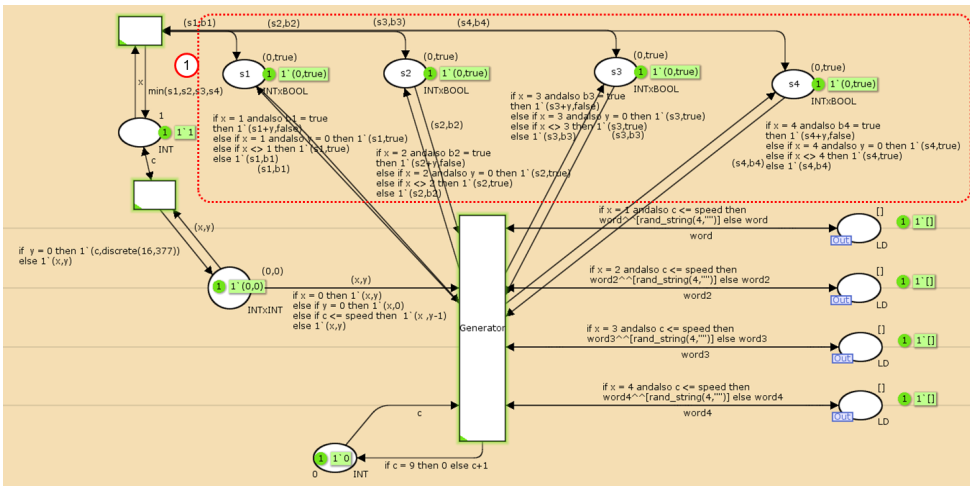 (s1,b1)
(s2,b2)
(s3,b3)
(s4,b4)
1
x
min(s1,s2,s3,s4)
(0,true)
s1
1
1`(0,true)
INTxBOOL
(0,true)
s2
1
1`(0,true)
INTxBOOL
(0,true)
s3
1
1`(0,true)
INTxBOOL
(0,true)
s4
1
1`(0,true)
INTxBOOL
1
1
1`1
INT
c
if x = 1 andalso b1 = true
then 1`(s1+y,false)
else if x = 1 andalso y = 0 then 1`(s1,true)
else if x <> 1 then 1`(s1,true)
else 1`(s1,b1)
(s1,b1)
(s2,b2)
if x = 2 andalso b2 = true
then 1`(s2+y,false)
else if x = 2 andalso y = 0 then 1`(s2,true)
else if x <> 2 then 1`(s2,true)
else 1`(s2,b2)
if x = 3 andalso b3 = true
then 1`(s3+y,false)
else if x = 3 andalso y = 0 then 1`(s3,true)
else if x <> 3 then 1`(s3,true)
else 1`(s3,b3)
(s3,b3)
if x = 4 andalso b4 = true
then 1`(s4+y,false)
else if x = 4 andalso y = 0 then 1`(s4,true)
else if x <> 4 then 1`(s4,true)
else 1`(s4,b4)
(s4,b4)
(x,y)
if y = 0 then 1`(c,discrete(16,377))
else 1`(x,y)
(0,0)
1
1`(0,0)
INTxINT
(x,y)
if x = 0 then 1`(x,y)
else if y = 0 then 1`(x,0)
else if c <= speed then 1`(x ,y-1)
else 1`(x,y)
Generator
if x = 1 andalso c <= speed then
word^^[rand_string(4,"")] else word
word
[]
1
1`[]
Out
LD
if x = 2 andalso c <= speed then
word2^^[rand_string(4,"")] else word2
word2
[]
1
1`[]
Out
LD
if x = 3 andalso c <= speed then
word3^^[rand_string(4,"")] else word3
word3
[]
1
1`[]
Out
LD
if x = 4 andalso c <= speed then
word4^^[rand_string(4,"")] else word4
word4
[]
1
1`[]
Out
LD
c
1
1`0
0
INT
if c = 9 then 0 else c+1